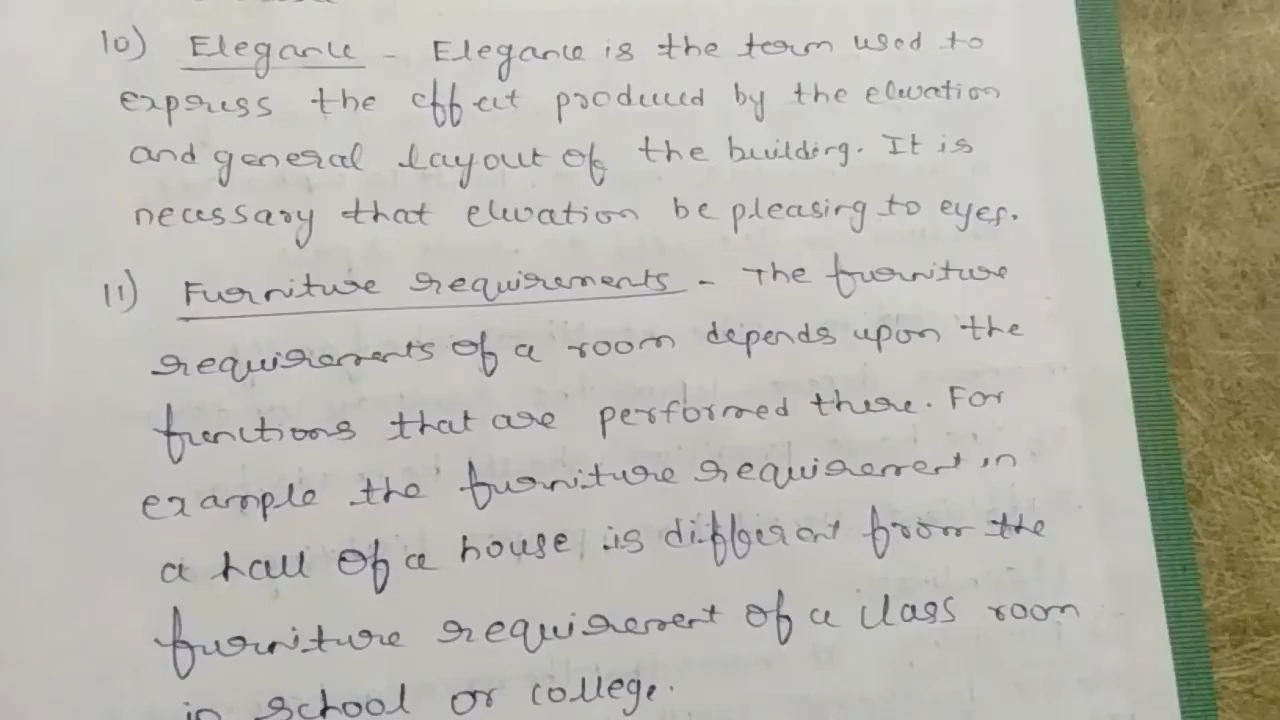 10) Elegance - Elegance is the term used to
express the effect produced by the elevation
and general layout of the building. It is
necessary that elevation be pleasing to eyes.
11) Furniture requirements - The furniture
requirements of a room depends upon the
functions that are performed there. For
example the furniture requirement in
a hall of a house is different from the
furniture requirement of a class room
in school or college.